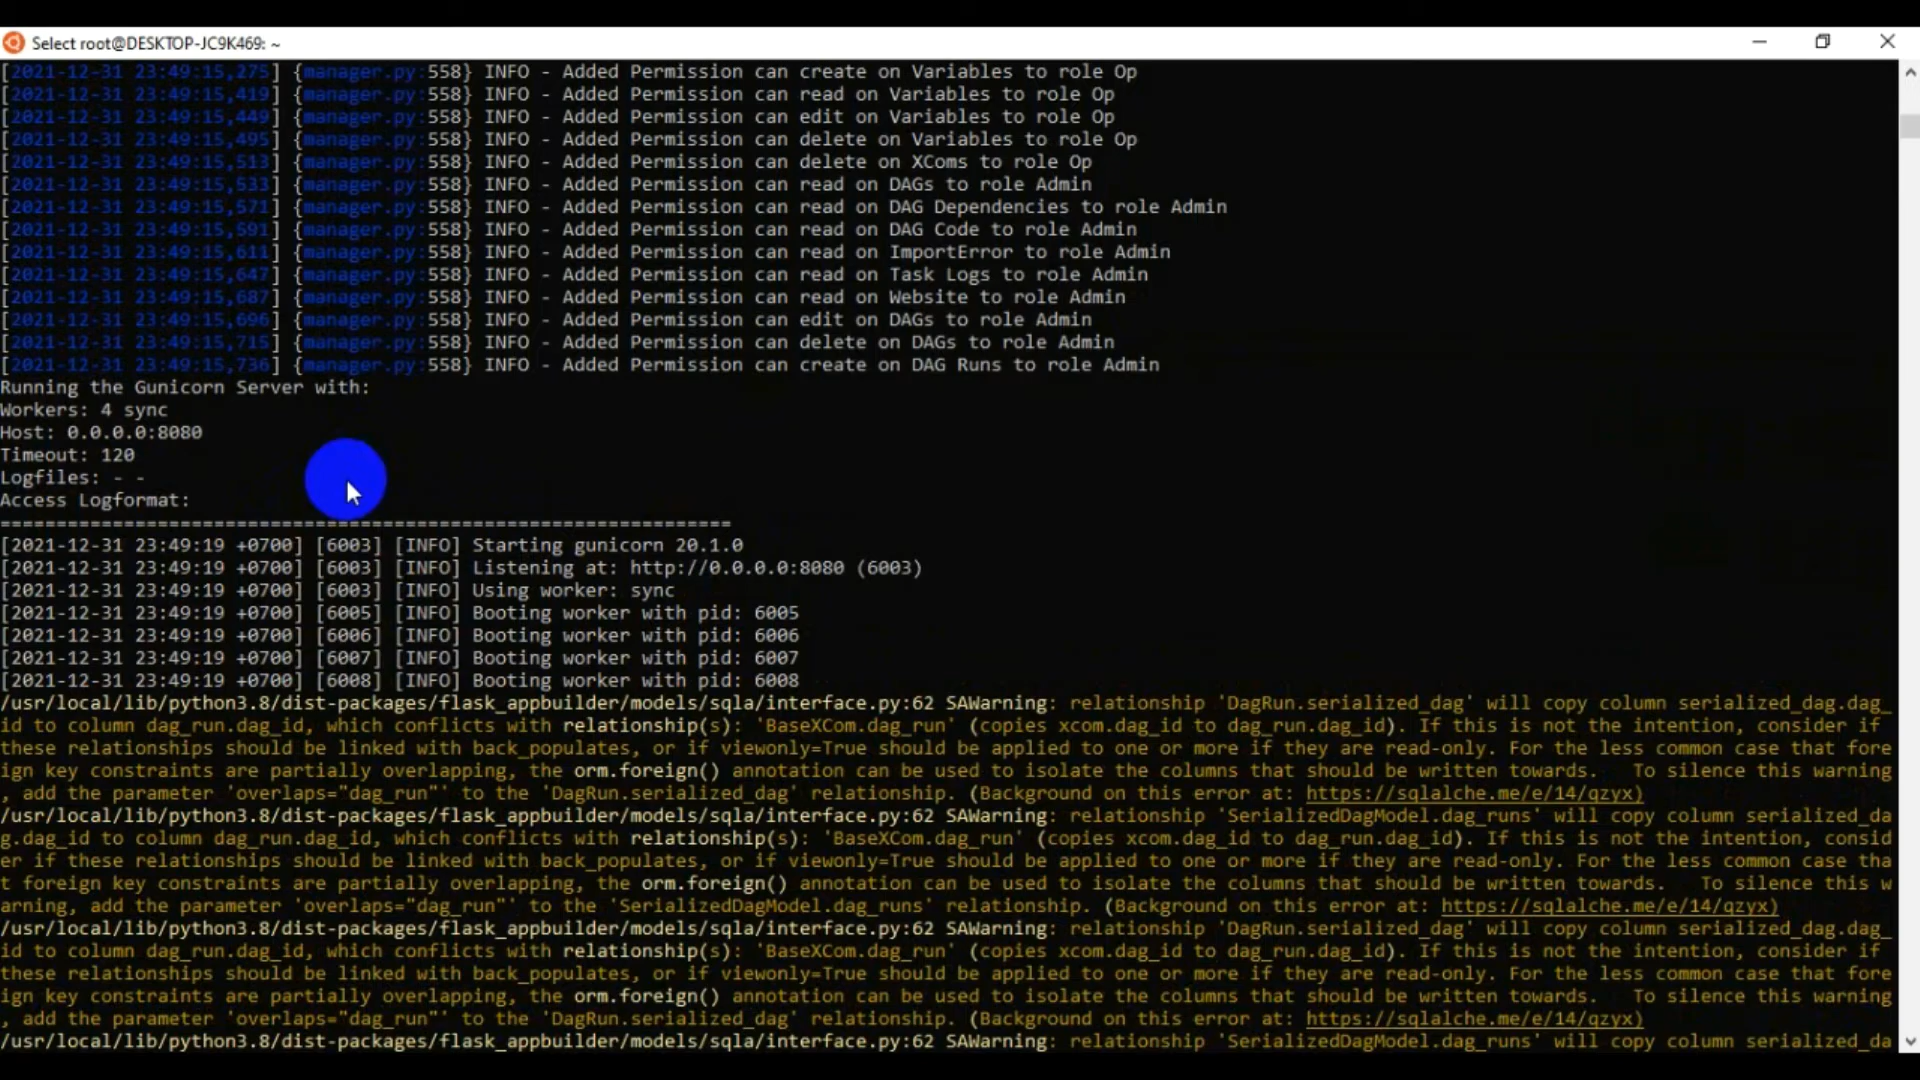 Select root@DESKTOP-JC9K469: ~
[2021-12-31 23:49:15,275] {manager.py:558} INFO - Added Permission can create on Variables to role Op
[2021-12-31 23:49:15,419] {manager.py:558} INFO - Added Permission can read on Variables to role Op
[2021-12-31 23:49:15,449] {manager.py:558} INFO - Added Permission can edit on Variables to role Op
[2021-12-31 23:49:15,495] {manager.py:558} INFO - Added Permission can delete on Variables to role Op
[2021-12-31 23:49:15,513] {manager.py:558} INFO - Added Permission can delete on XComs to role Op
[2021-12-31 23:49:15,533] {manager.py:558} INFO - Added Permission can read on DAGs to role Admin
[2021-12-31 23:49:15,571] {manager.py:558} INFO - Added Permission can read on DAG Dependencies to role Admin
[2021-12-31 23:49:15,591] {manager.py:558} INFO - Added Permission can read on DAG Code to role Admin
[2021-12-31 23:49:15,611] {manager.py:558} INFO - Added Permission can read on ImportError to role Admin
[2021-12-31 23:49:15,647] {manager.py:558} INFO - Added Permission can read on Task Logs to role Admin
[2021-12-31 23:49:15,687] {manager.py:558} INFO - Added Permission can read on Website to role Admin
[2021-12-31 23:49:15,696] {manager.py:558} INFO - Added Permission can edit on DAGs to role Admin
[2021-12-31 23:49:15,715] {manager.py:558} INFO - Added Permission can delete on DAGs to role Admin
[2021-12-31 23:49:15,736] {manager.py:558} INFO - Added Permission can create on DAG Runs to role Admin
Running the Gunicorn Server with:
Workers: 4 sync
Host: 0.0.0.0:8080
Timeout: 120
Logfiles: - -
Access Logformat:
=================================================================
[2021-12-31 23:49:19 +0700] [6003] [INFO] Starting gunicorn 20.1.0
[2021-12-31 23:49:19 +0700] [6003] [INFO] Listening at: http://0.0.0.0:8080 (6003)
[2021-12-31 23:49:19 +0700] [6003] [INFO] Using worker: sync
[2021-12-31 23:49:19 +0700] [6005] [INFO] Booting worker with pid: 6005
[2021-12-31 23:49:19 +0700] [6006] [INFO] Booting worker with pid: 6006
[2021-12-31 23:49:19 +0700] [6007] [INFO] Booting worker with pid: 6007
[2021-12-31 23:49:19 +0700] [6008] [INFO] Booting worker with pid: 6008
/usr/local/lib/python3.8/dist-packages/flask_appbuilder/models/sqla/interface.py:62 SAWarning: relationship 'DagRun.serialized_dag' will copy column serialized_dag.dag_
id to column dag_run.dag_id, which conflicts with relationship(s): 'BaseXCom.dag_run' (copies xcom.dag_id to dag_run.dag_id). If this is not the intention, consider if
these relationships should be linked with back_populates, or if viewonly=True should be applied to one or more if they are read-only. For the less common case that fore
ign key constraints are partially overlapping, the orm.foreign() annotation can be used to isolate the columns that should be written towards.   To silence this warning
, add the parameter 'overlaps="dag_run"' to the 'DagRun.serialized_dag' relationship. (Background on this error at: https://sqlalche.me/e/14/qzyx)
/usr/local/lib/python3.8/dist-packages/flask_appbuilder/models/sqla/interface.py:62 SAWarning: relationship 'SerializedDagModel.dag_runs' will copy column serialized_da
g.dag_id to column dag_run.dag_id, which conflicts with relationship(s): 'BaseXCom.dag_run' (copies xcom.dag_id to dag_run.dag_id). If this is not the intention, consid
er if these relationships should be linked with back_populates, or if viewonly=True should be applied to one or more if they are read-only. For the less common case tha
t foreign key constraints are partially overlapping, the orm.foreign() annotation can be used to isolate the columns that should be written towards.   To silence this w
arning, add the parameter 'overlaps="dag_run"' to the 'SerializedDagModel.dag_runs' relationship. (Background on this error at: https://sqlalche.me/e/14/qzyx)
/usr/local/lib/python3.8/dist-packages/flask_appbuilder/models/sqla/interface.py:62 SAWarning: relationship 'DagRun.serialized_dag' will copy column serialized_dag.dag_
id to column dag_run.dag_id, which conflicts with relationship(s): 'BaseXCom.dag_run' (copies xcom.dag_id to dag_run.dag_id). If this is not the intention, consider if
these relationships should be linked with back_populates, or if viewonly=True should be applied to one or more if they are read-only. For the less common case that fore
ign key constraints are partially overlapping, the orm.foreign() annotation can be used to isolate the columns that should be written towards.   To silence this warning
, add the parameter 'overlaps="dag_run"' to the 'DagRun.serialized_dag' relationship. (Background on this error at: https://sqlalche.me/e/14/qzyx)
/usr/local/lib/python3.8/dist-packages/flask_appbuilder/models/sqla/interface.py:62 SAWarning: relationship 'SerializedDagModel.dag_runs' will copy column serialized_da